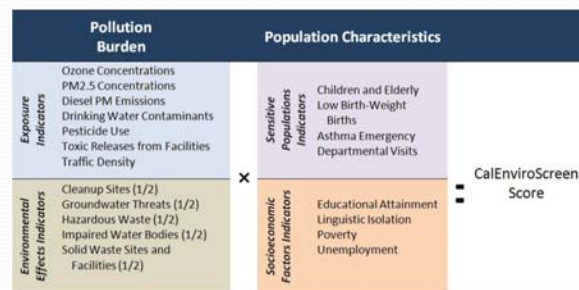 Pollution
Burden
Population Characteristics
Exposure
Indicators
Ozone Concentrations
PM2.5 Concentrations
Diesel PM Emissions
Drinking Water Contaminants
Pesticide Use
Toxic Releases from Facilities
Traffic Density
Environmental
Effects Indicators
Cleanup Sites (1/2)
Groundwater Threats (1/2)
Hazardous Waste (1/2)
Impaired Water Bodies (1/2)
Solid Waste Sites and
Facilities (1/2)
×
Sensitive
Populations
Indicators
Children and Elderly
Low Birth-Weight
Births
Asthma Emergency
Departmental Visits
Socioeconomic
Factors Indicators
Educational Attainment
Linguistic Isolation
Poverty
Unemployment
=
CalEnviroScreen
Score